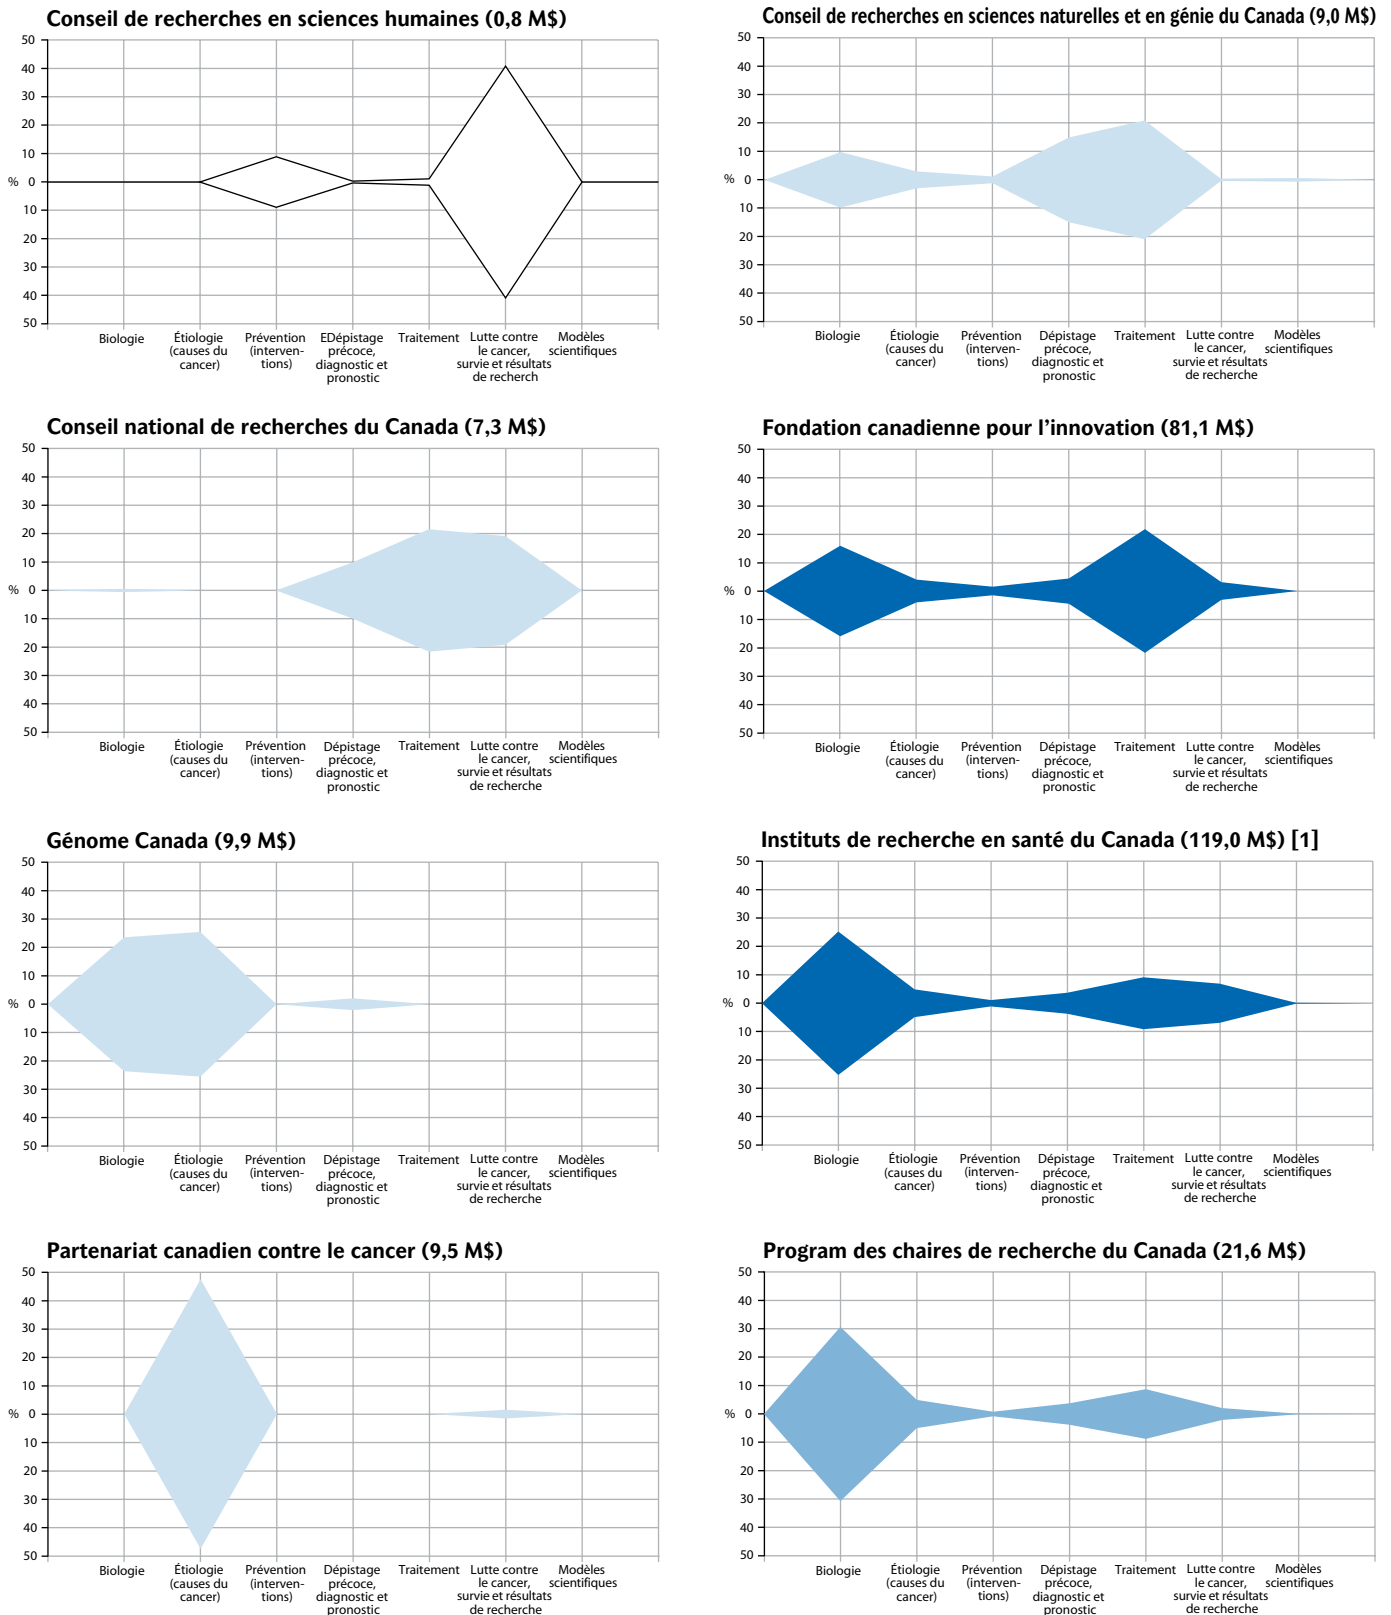 Conseil de recherches en sciences humaines (0,8 M$)
50
40
30
20
10
% 0
10
20
30
40
50
Biologie
Étiologie
(causes du
cancer)
Prévention
(interven-
tions)
EDépistage
précoce,
diagnostic et
pronostic
Traitement
Lutte contre
le cancer,
survie et résultats
de recherch
Modèles
scientifiques
Conseil de recherches en sciences naturelles et en génie du Canada (9,0 M$)
50
40
30
20
10
% 0
10
20
30
40
50
Biologie
Étiologie
(causes du
cancer)
Prévention
(interven-
tions)
Dépistage
précoce,
diagnostic et
pronostic
Traitement
Lutte contre
le cancer,
survie et résultats
de recherche
Modèles
scientifiques
Conseil national de recherches du Canada (7,3 M$)
50
40
30
20
10
% 0
10
20
30
40
50
Biologie
Étiologie
(causes du
cancer)
Prévention
(interven-
tions)
Dépistage
précoce,
diagnostic et
pronostic
Traitement
Lutte contre
le cancer,
survie et résultats
de recherche
Modèles
scientifiques
Fondation canadienne pour l'innovation (81,1 M$)
50
40
30
20
10
% 0
10
20
30
40
50
Biologie
Étiologie
(causes du
cancer)
Prévention
(interven-
tions)
Dépistage
précoce,
diagnostic et
pronostic
Traitement
Lutte contre
le cancer,
survie et résultats
de recherche
Modèles
scientifiques
Génome Canada (9,9 M$)
50
40
30
20
10
% 0
10
20
30
40
50
Biologie
Étiologie
(causes du
cancer)
Prévention
(interven-
tions)
Dépistage
précoce,
diagnostic et
pronostic
Traitement
Lutte contre
le cancer,
survie et résultats
de recherche
Modèles
scientifiques
Instituts de recherche en santé du Canada (119,0 M$) [1]
50
40
30
20
10
% 0
10
20
30
40
50
Biologie
Étiologie
(causes du
cancer)
Prévention
(interven-
tions)
Dépistage
précoce,
diagnostic et
pronostic
Traitement
Lutte contre
le cancer,
survie et résultats
de recherche
Modèles
scientifiques
Partenariat canadien contre le cancer (9,5 M$)
50
40
30
20
10
% 0
10
20
30
40
50
Biologie
Étiologie
(causes du
cancer)
Prévention
(interven-
tions)
Dépistage
précoce,
diagnostic et
pronostic
Traitement
Lutte contre
le cancer,
survie et résultats
de recherche
Modèles
scientifiques
Program des chaires de recherche du Canada (21,6 M$)
50
40
30
20
10
% 0
10
20
30
40
50
Biologie
Étiologie
(causes du
cancer)
Prévention
(interven-
tions)
Dépistage
précoce,
diagnostic et
pronostic
Traitement
Lutte contre
le cancer,
survie et résultats
de recherche
Modèles
scientifiques